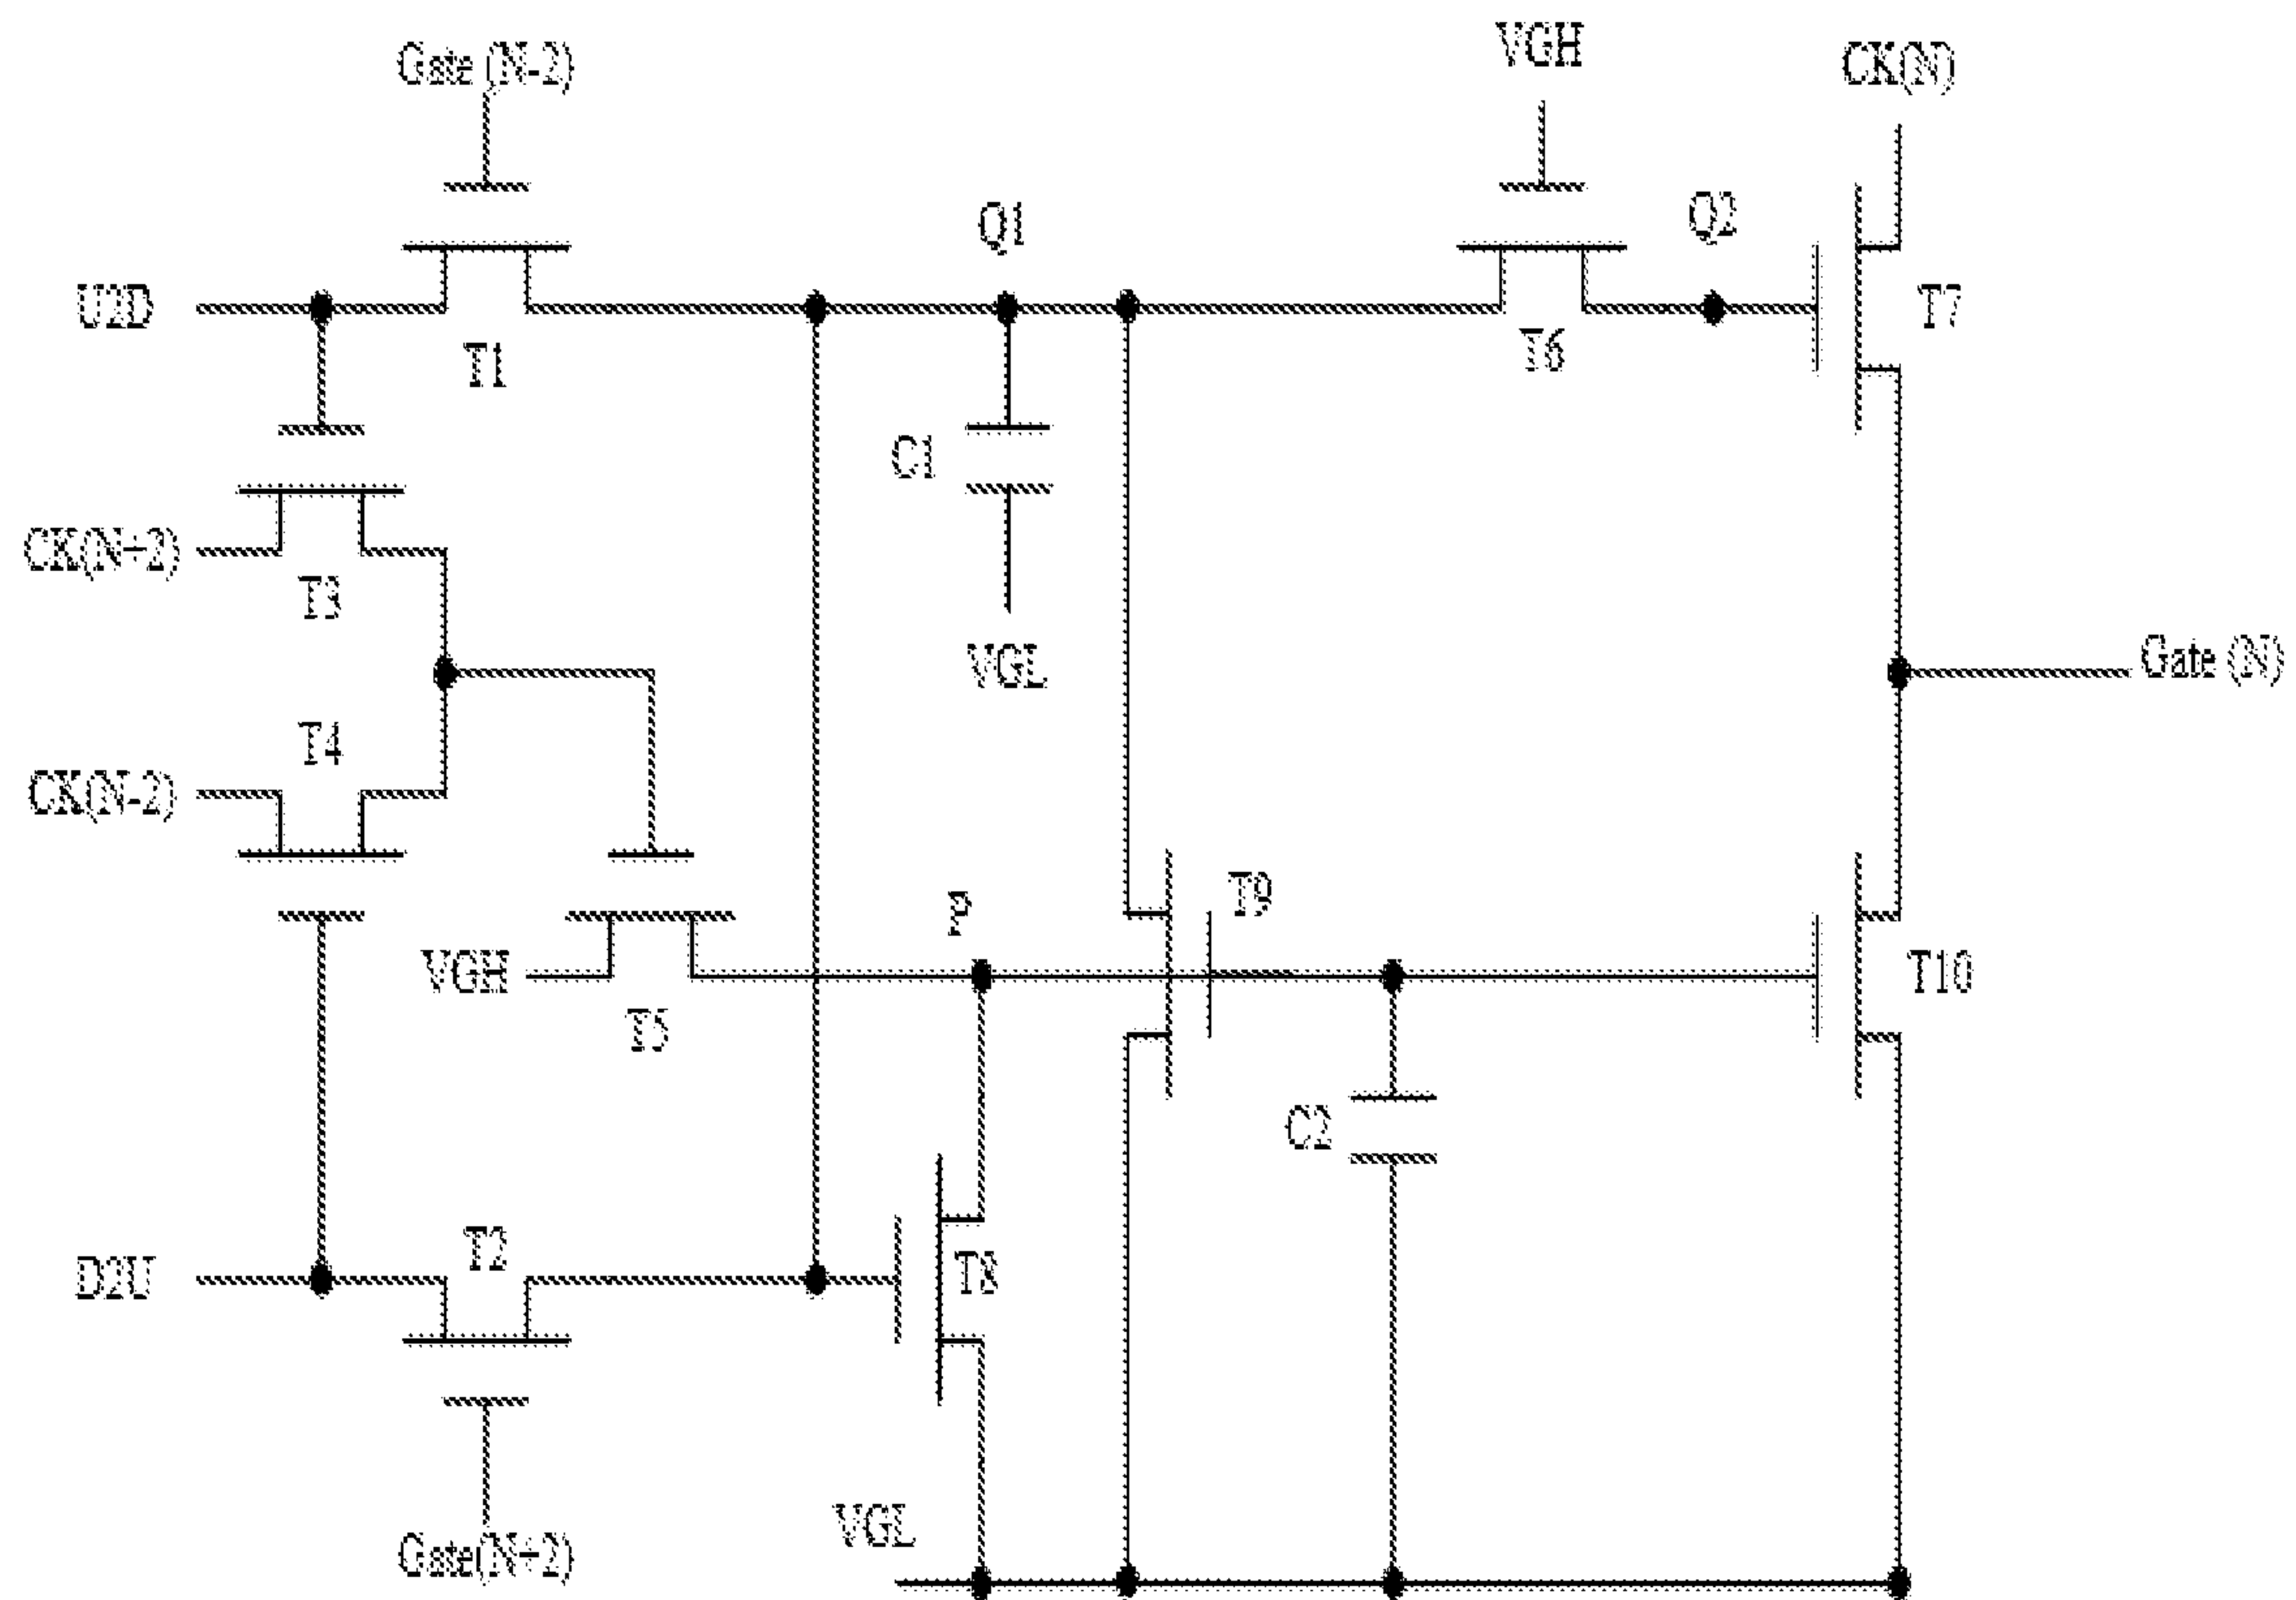 Gate (N-2)
VGH
CK(N)
Q1
Q2
U2D
T1
T6
T7
C1
CK(N+2)
T3
VGL
Gate (N)
T4
CK(N-2)
P
T9
VGH
T5
T10
C2
T2
T8
D2U
VGL
Gate(N+2)